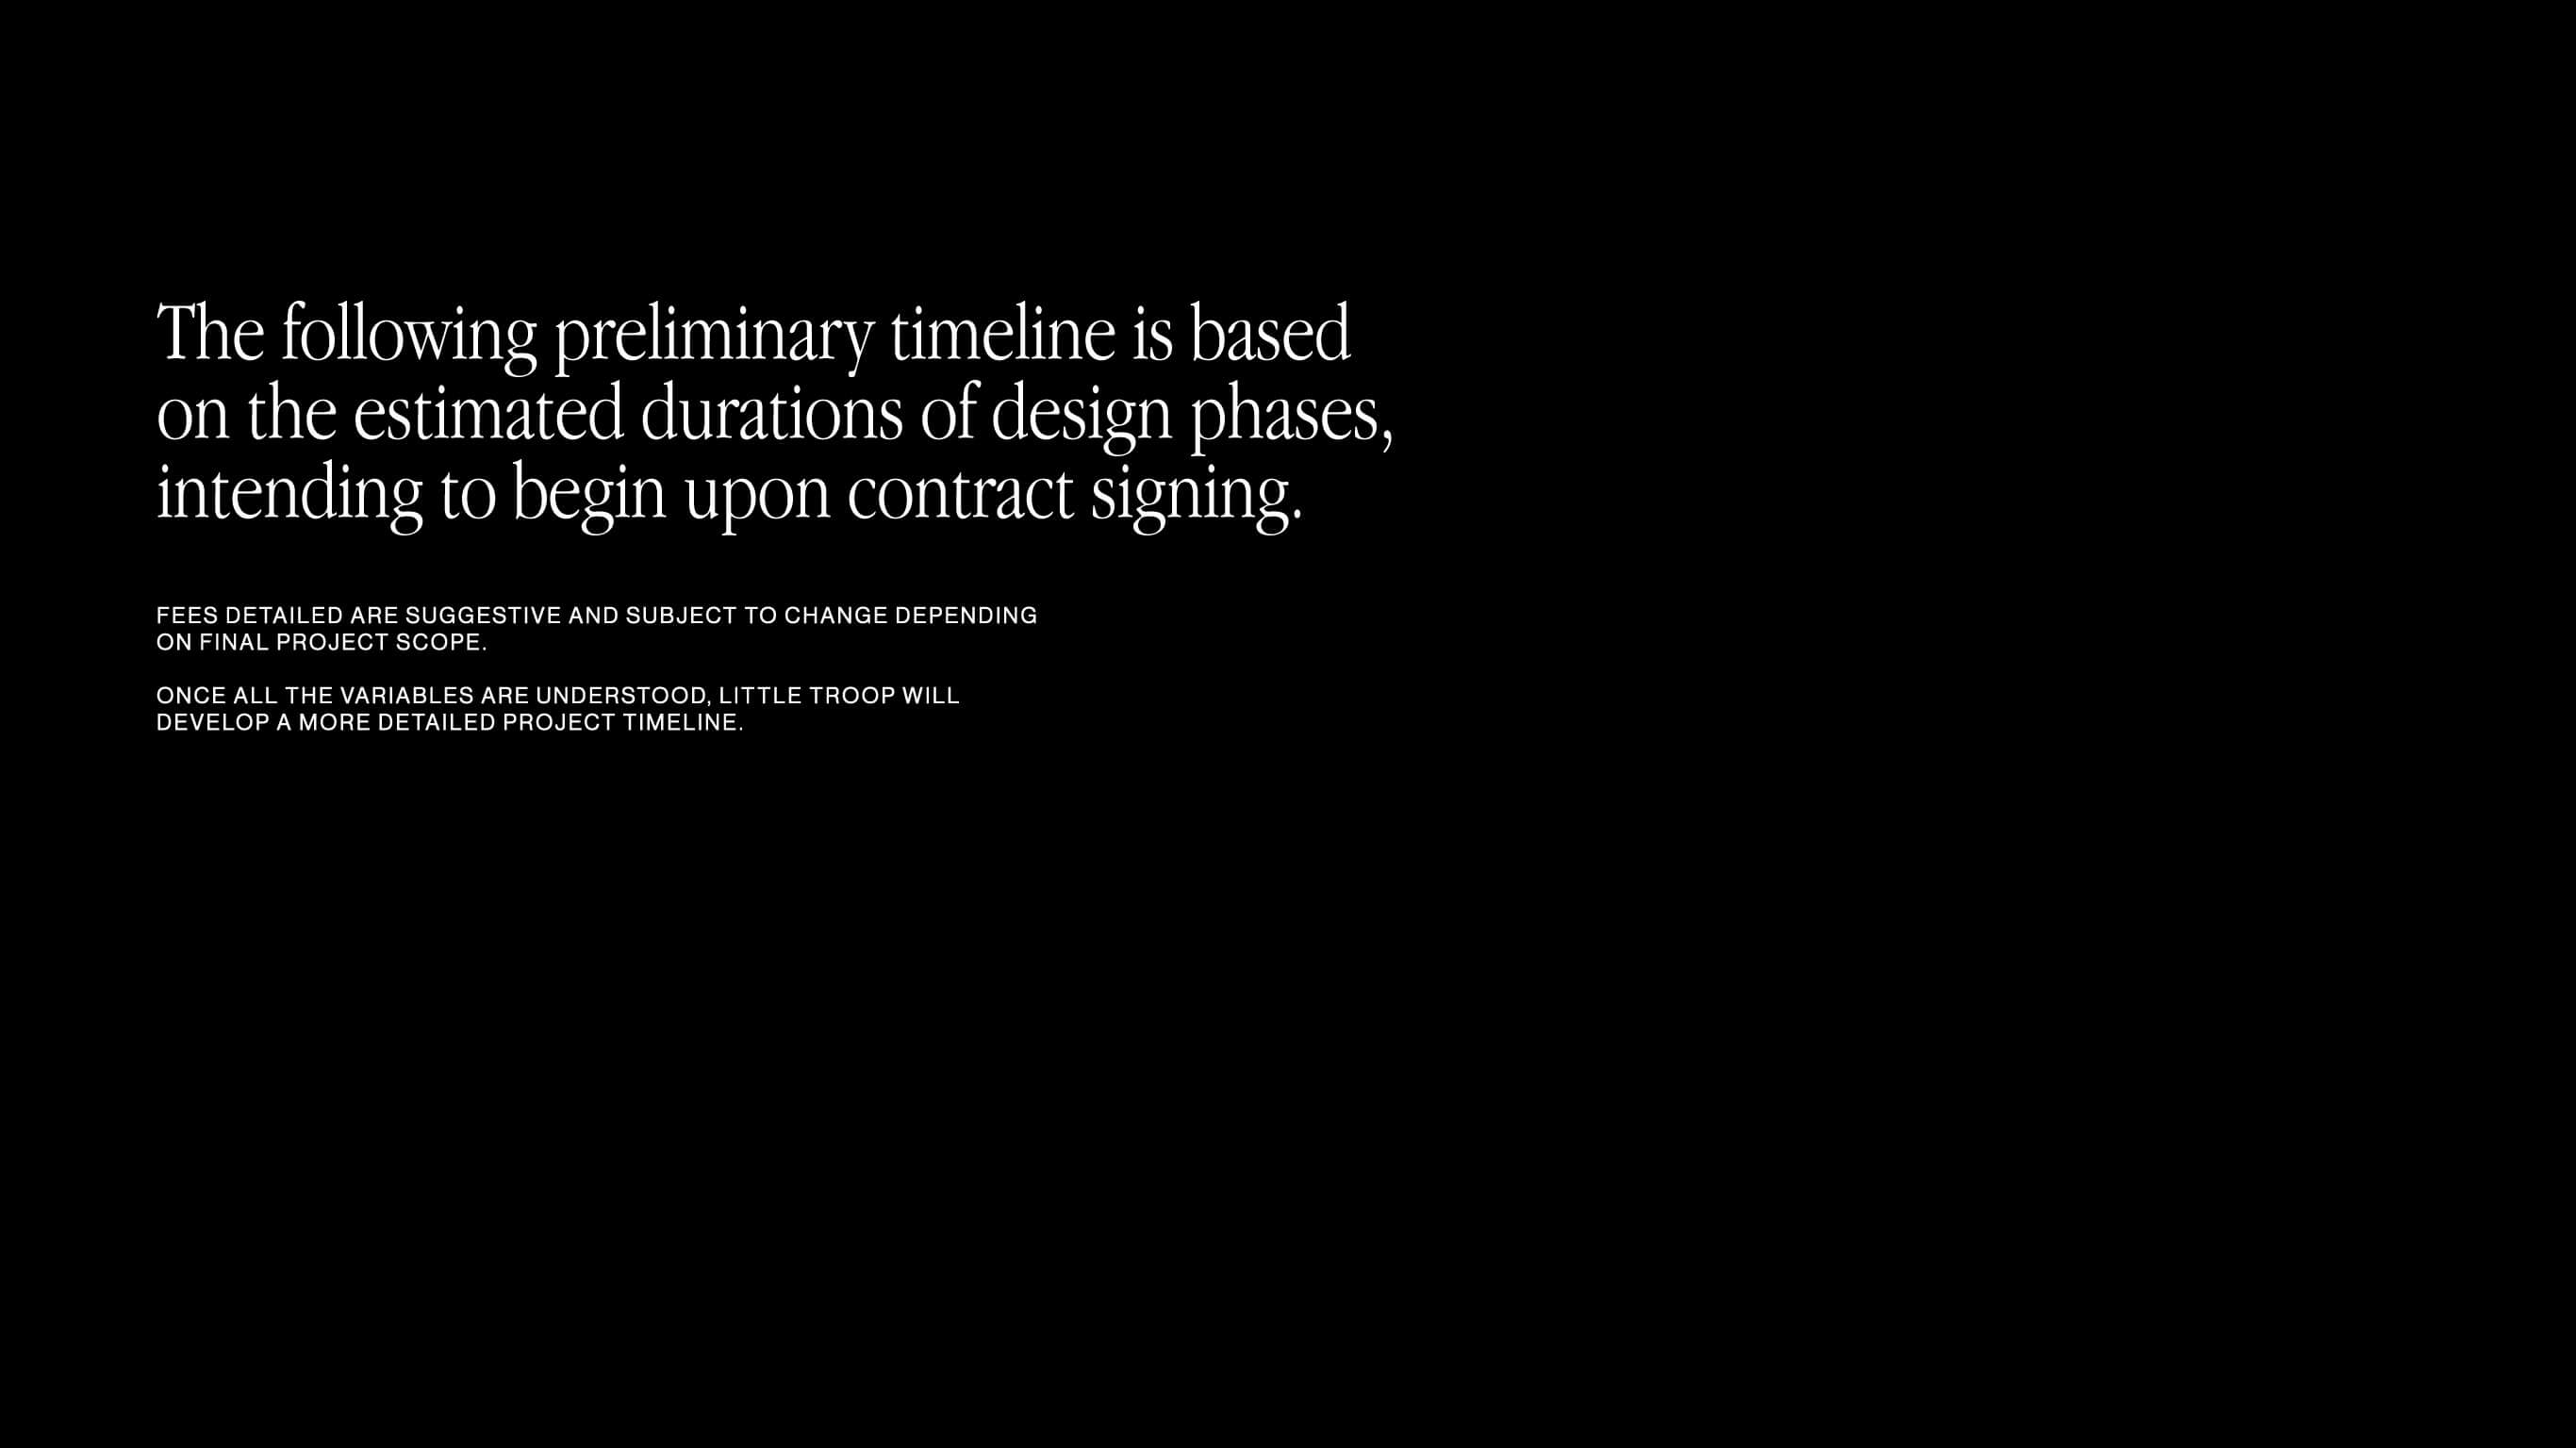 The following preliminary timeline is based
on the estimated durations of design phases,
intending to begin upon contract signing.
FEES DETAILED ARE SUGGESTIVE AND SUBJECT TO CHANGE DEPENDING
ON FINAL PROJECT SCOPE.
ONCE ALL THE VARIABLES ARE UNDERSTOOD, LITTLE TROOP WILL
DEVELOP A MORE DETAILED PROJECT TIMELINE.